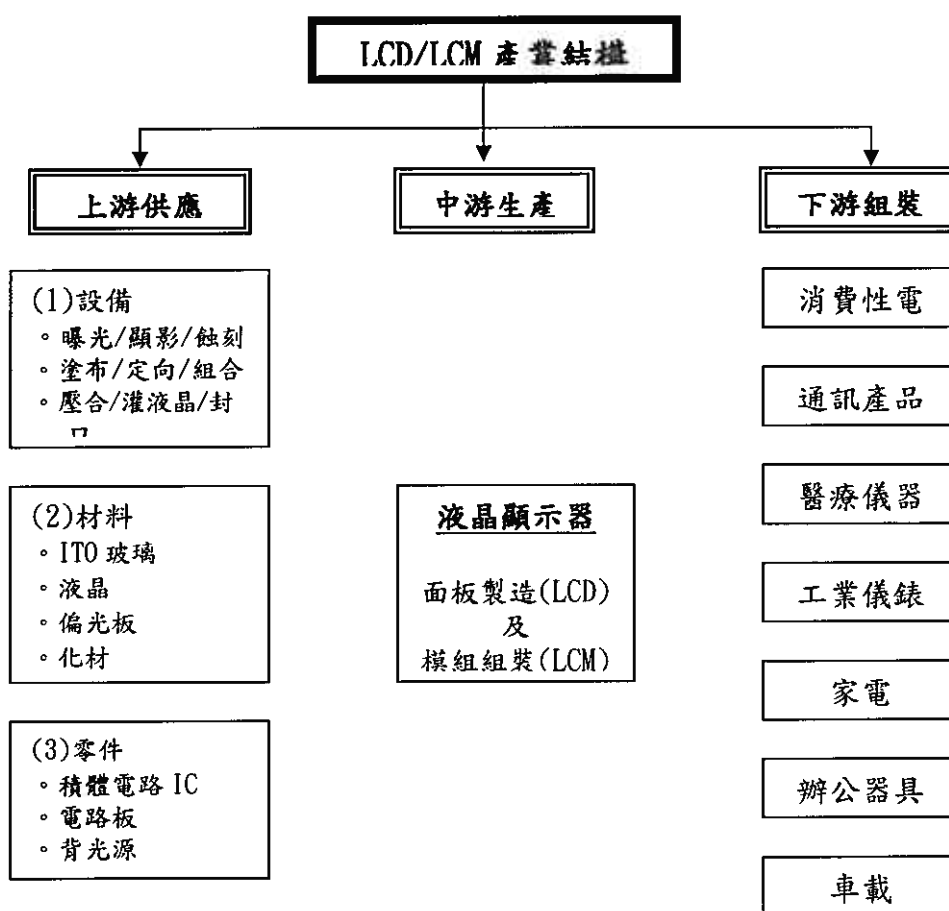 LCD/LCM 產業結構
上游供應
中游生產
下游組裝
(1)設備
。曝光/顯影/蝕刻
。塗布/定向/組合
。壓合/灌液晶/封
(2)材料
。ITO 玻璃
。液晶
。偏光板
。化材
(3)零件
。積體電路 IC
。電路板
。背光源
液晶顯示器
面板製造(LCD)
及
模組組裝(LCM)
消費性電
通訊產品
醫療儀器
工業儀錶
家電
辦公器具
車載